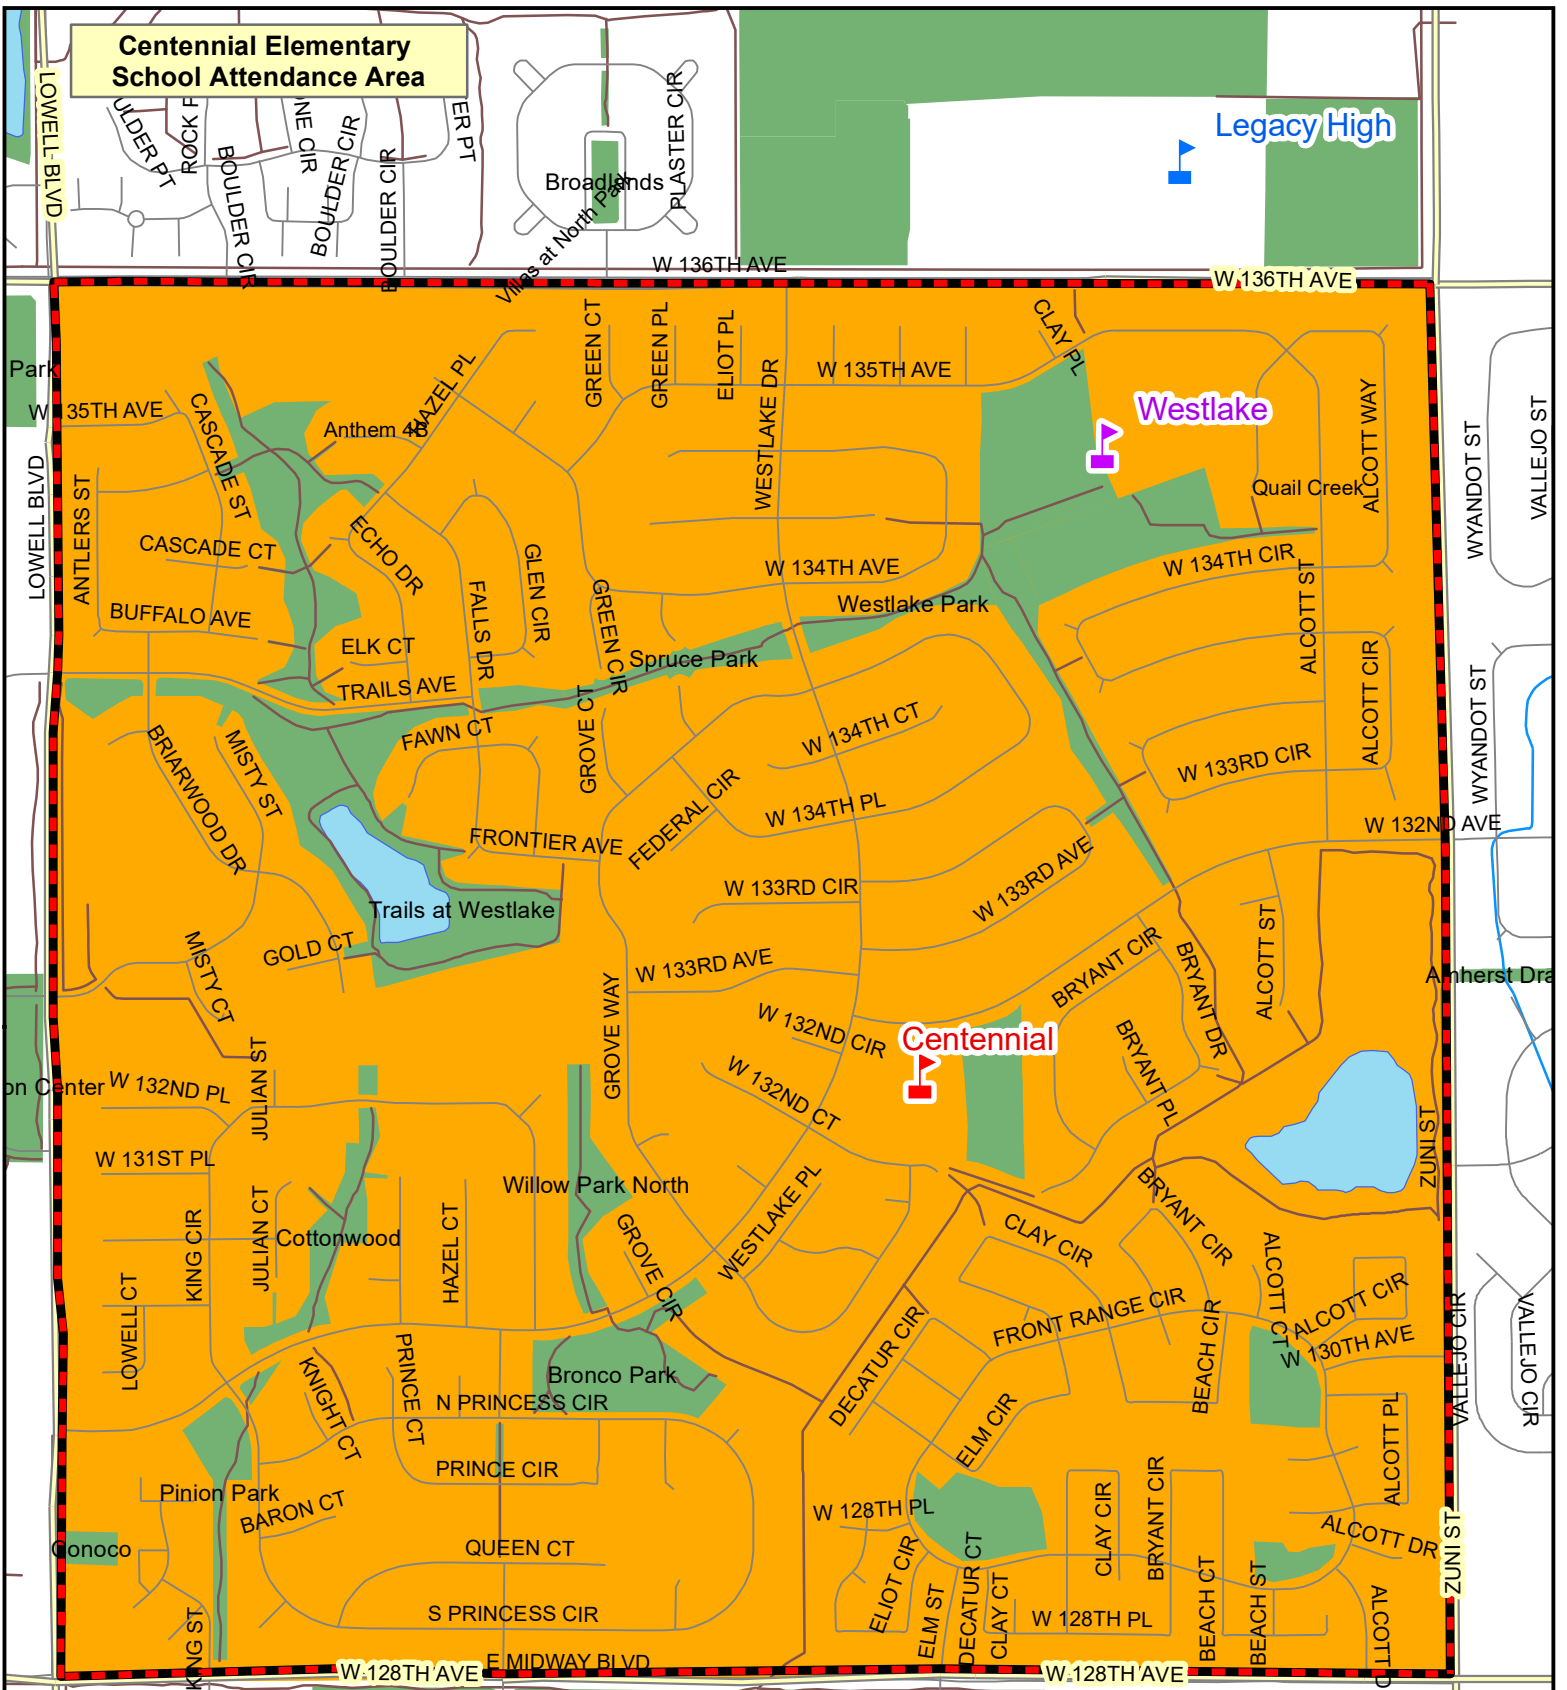 Centennial Elementary
School Attendance Area
LOWELL BLVD
ROCK
BOULDER CIR
BOULDER CIR
BOULDER CIR
PLASTER CIR
Broadlands
Villas at North Park
Legacy High
W 136TH AVE
W 136TH AVE
Park
W 135TH AVE
CASCADE ST
HAZEL PL
Anthem 4B
GREEN CT
GREEN PL
ELIOT PL
WESTLAKE DR
W 135TH AVE
CLAY PL
Westlake
ALCOTT WAY
Quail Creek
WYANDOT ST
VALLEJO ST
LOWELL BLVD
ANTLERS ST
CASCADE CT
ECHO DR
GLEN CIR
FALLS DR
GREEN CIR
W 134TH AVE
Westlake Park
W 134TH CIR
ALCOTT ST
BUFFALO AVE
ELK CT
TRAILS AVE
Spruce Park
ALCOTT CIR
WYANDOT ST
BRIARWOOD DR
MISTY ST
FAWN CT
GROVE CT
W 134TH CT
W 133RD CIR
FEDERAL CIR
W 134TH PL
FRONTIER AVE
W 132ND AVE
W 133RD CIR
W 133RD AVE
Trails at Westlake
GOLD CT
MISTY CT
W 133RD AVE
BRYANT CIR
BRYANT DR
ALCOTT ST
Amherst Dra
GROVE WAY
W 132ND CIR
Centennial
BRYANT PL
on Center
W 132ND PL
JULIAN ST
W 132ND CT
ZUNI ST
W 131ST PL
Willow Park North
WESTLAKE PL
GROVE CIR
KING CIR
JULIAN CT
Cottonwood
HAZEL CT
CLAY CIR
BRYANT CIR
ALCOTT CT
ALCOTT CIR
LOWELL CT
FRONT RANGE CIR
BEACH CIR
W 130TH AVE
VALLEJO CIR
VALLEJO CIR
DECATUR CIR
KNIGHT CT
PRINCE CT
Bronco Park
N PRINCESS CIR
ELM CIR
ALCOTT PL
PRINCE CIR
Pinion Park
BARON CT
W 128TH PL
CLAY CIR
BRYANT CIR
ALCOTT DR
ZUNI ST
Conoco
QUEEN CT
ELIOT CIR
ELM ST
DECATUR CT
CLAY CT
BEACH CT
BEACH ST
W 128TH PL
S PRINCESS CIR
KING ST
E MIDWAY BLVD
W 128TH AVE
W 128TH AVE
ALCOTT D